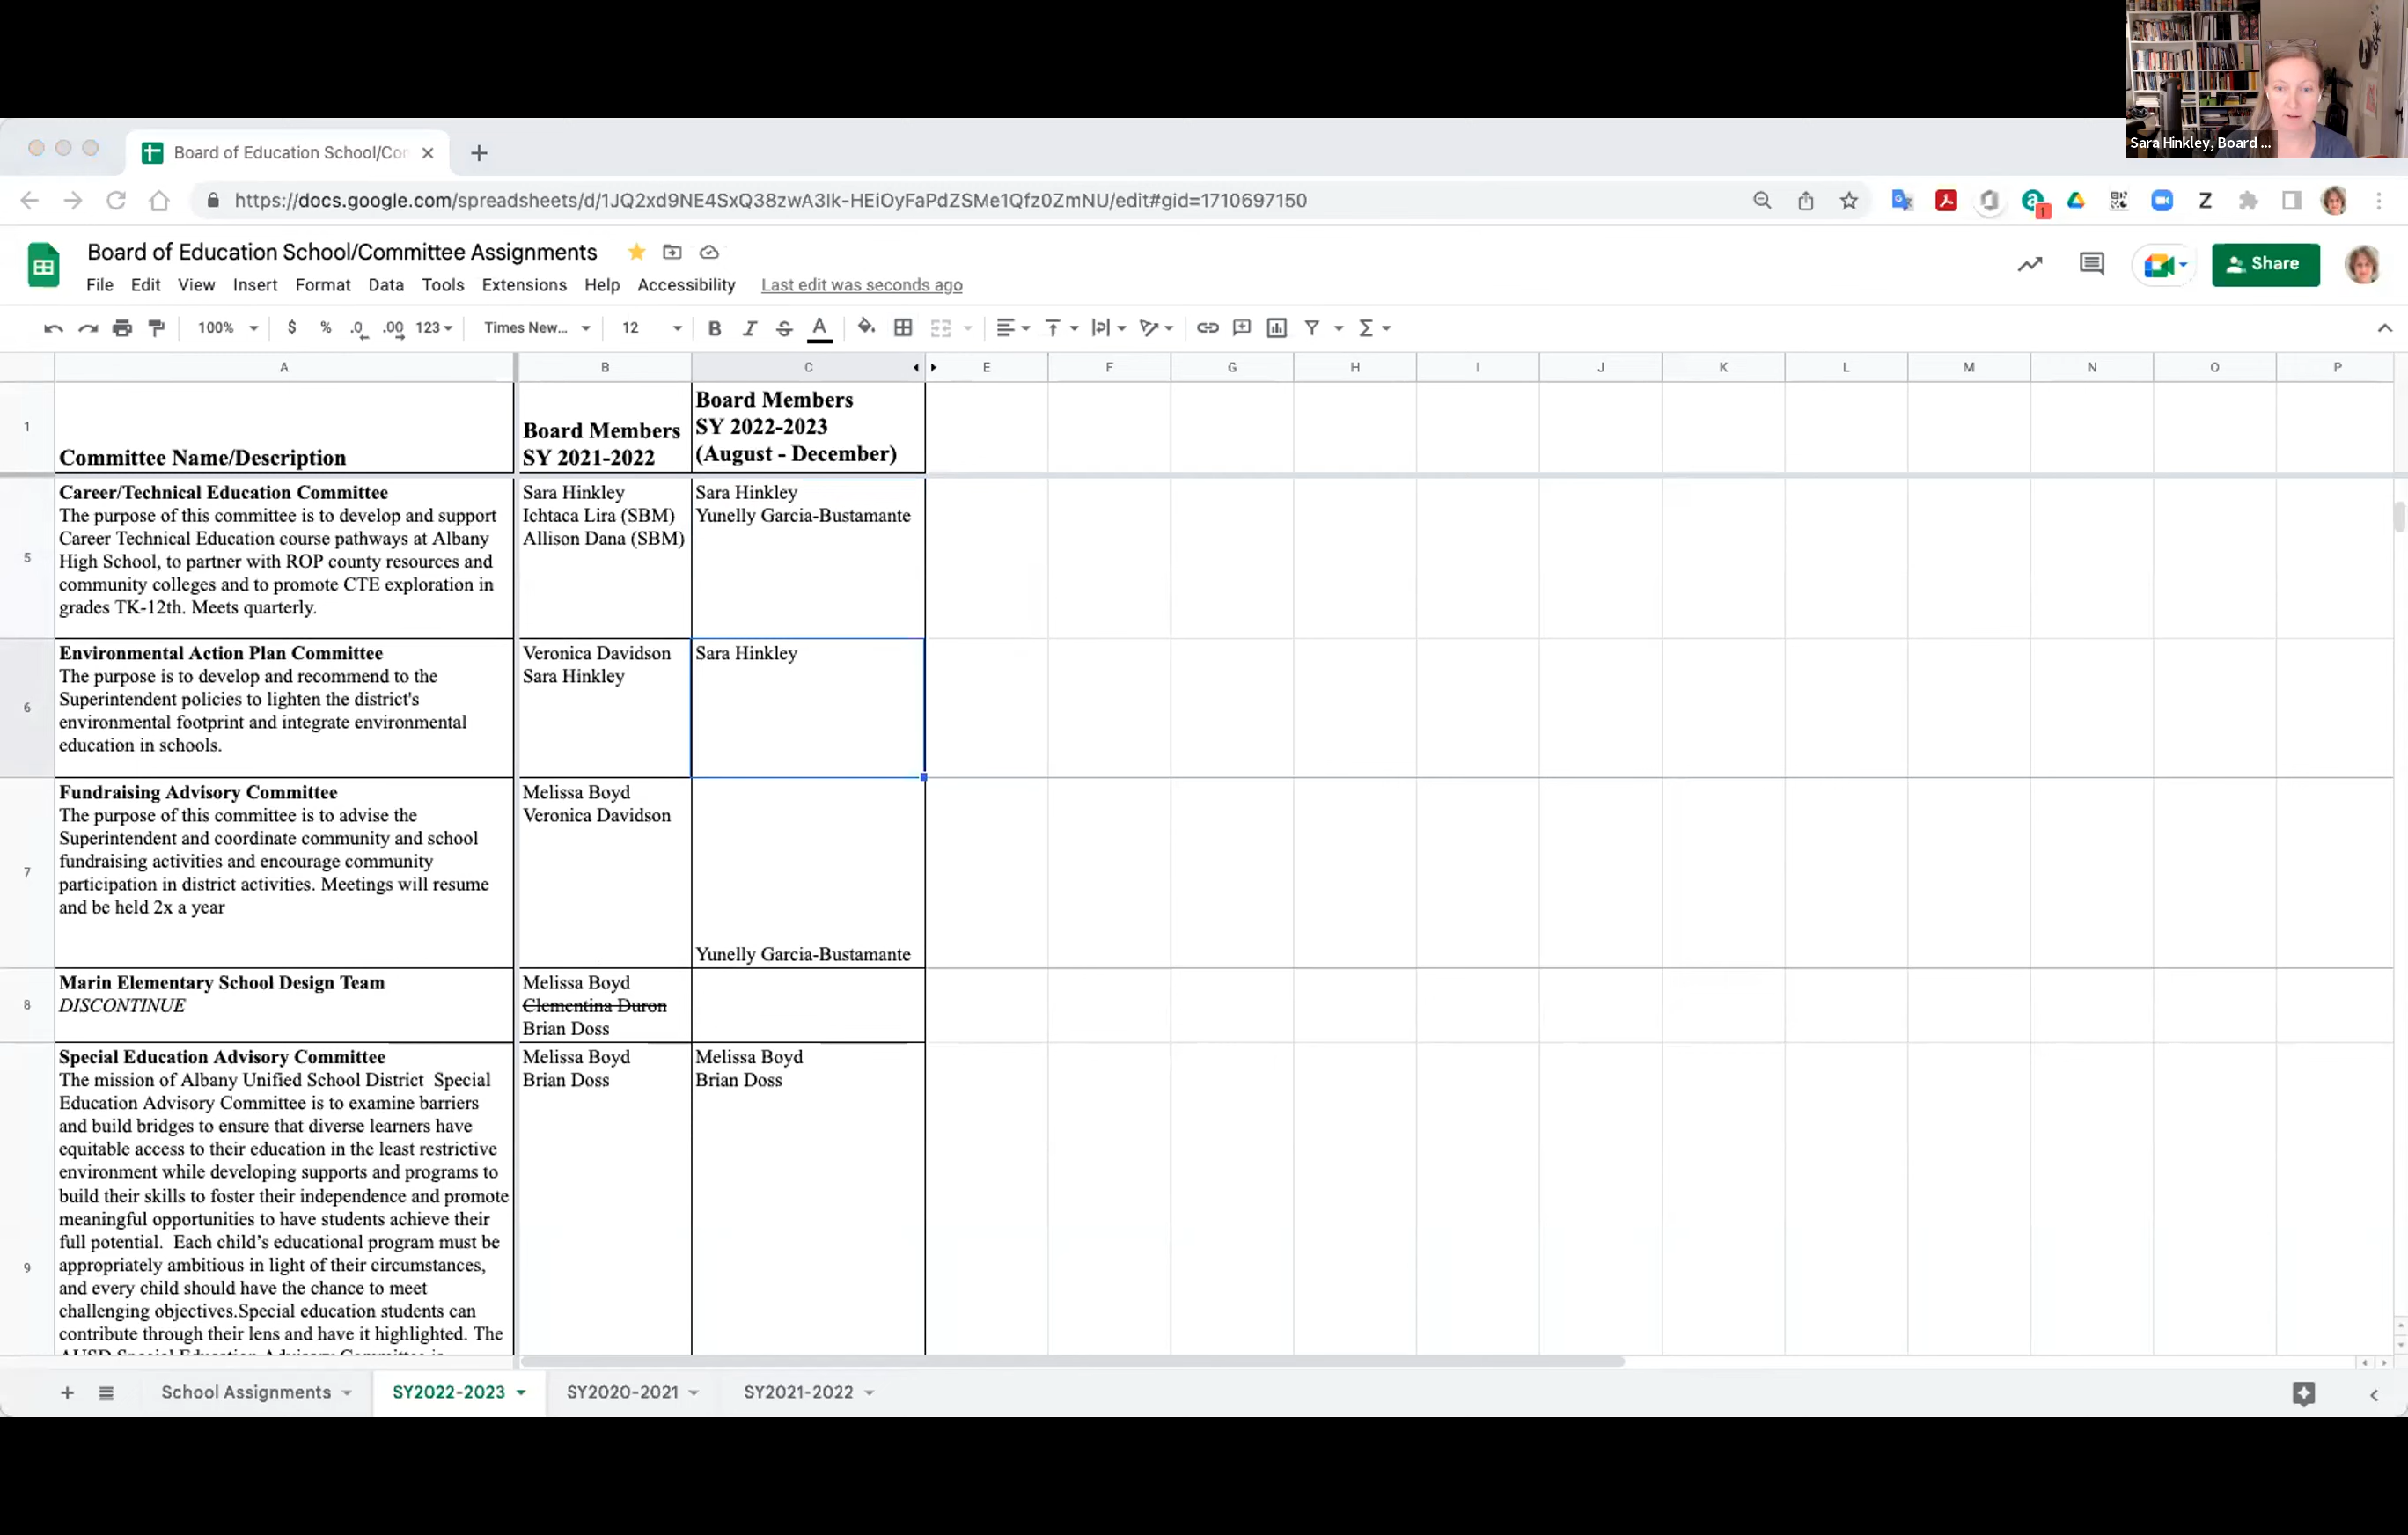 Sara Hinkley, Board ...
Board of Education School/Cor
https://docs.google.com/spreadsheets/d/1JQ2xd9NE4SxQ38zwA3Ik-HEiOyFaPdZSMe1Qfz0ZmNU/edit#gid=1710697150
1
Z
Board of Education School/Committee Assignments
File Edit View Insert Format Data Tools Extensions Help Accessibility Last edit was seconds ago
Share
100% $ % .0 .00 123 Times New... 12 B I S A
A B C E F G H I J K L M N O P
1
Committee Name/Description
Board Members
SY 2021-2022
Board Members
SY 2022-2023
(August - December)
5
Career/Technical Education Committee
The purpose of this committee is to develop and support
Career Technical Education course pathways at Albany
High School, to partner with ROP county resources and
community colleges and to promote CTE exploration in
grades TK-12th. Meets quarterly.
Sara Hinkley
Ichtaca Lira (SBM)
Allison Dana (SBM)
Sara Hinkley
Yunelly Garcia-Bustamante
6
Environmental Action Plan Committee
The purpose is to develop and recommend to the
Superintendent policies to lighten the district's
environmental footprint and integrate environmental
education in schools.
Veronica Davidson
Sara Hinkley
Sara Hinkley
7
Fundraising Advisory Committee
The purpose of this committee is to advise the
Superintendent and coordinate community and school
fundraising activities and encourage community
participation in district activities. Meetings will resume
and be held 2x a year
Melissa Boyd
Veronica Davidson
Yunelly Garcia-Bustamante
8
Marin Elementary School Design Team
DISCONTINUE
Melissa Boyd
Clementina Duron
Brian Doss
9
Special Education Advisory Committee
The mission of Albany Unified School District Special
Education Advisory Committee is to examine barriers
and build bridges to ensure that diverse learners have
equitable access to their education in the least restrictive
environment while developing supports and programs to
build their skills to foster their independence and promote
meaningful opportunities to have students achieve their
full potential. Each child’s educational program must be
appropriately ambitious in light of their circumstances,
and every child should have the chance to meet
challenging objectives.Special education students can
contribute through their lens and have it highlighted. The
AUSD Special Education Advisory Committee is
Melissa Boyd
Brian Doss
Melissa Boyd
Brian Doss
School Assignments SY2022-2023 SY2020-2021 SY2021-2022